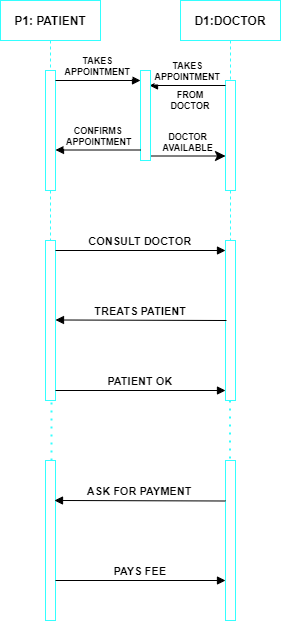 P1: PATIENT
D1:DOCTOR
TAKES
APPOINTMENT
TAKES
APPOINTMENT
FROM
DOCTOR
CONFIRMS
APPOINTMENT
DOCTOR
AVAILABLE
CONSULT DOCTOR
TREATS PATIENT
PATIENT OK
ASK FOR PAYMENT
PAYS FEE